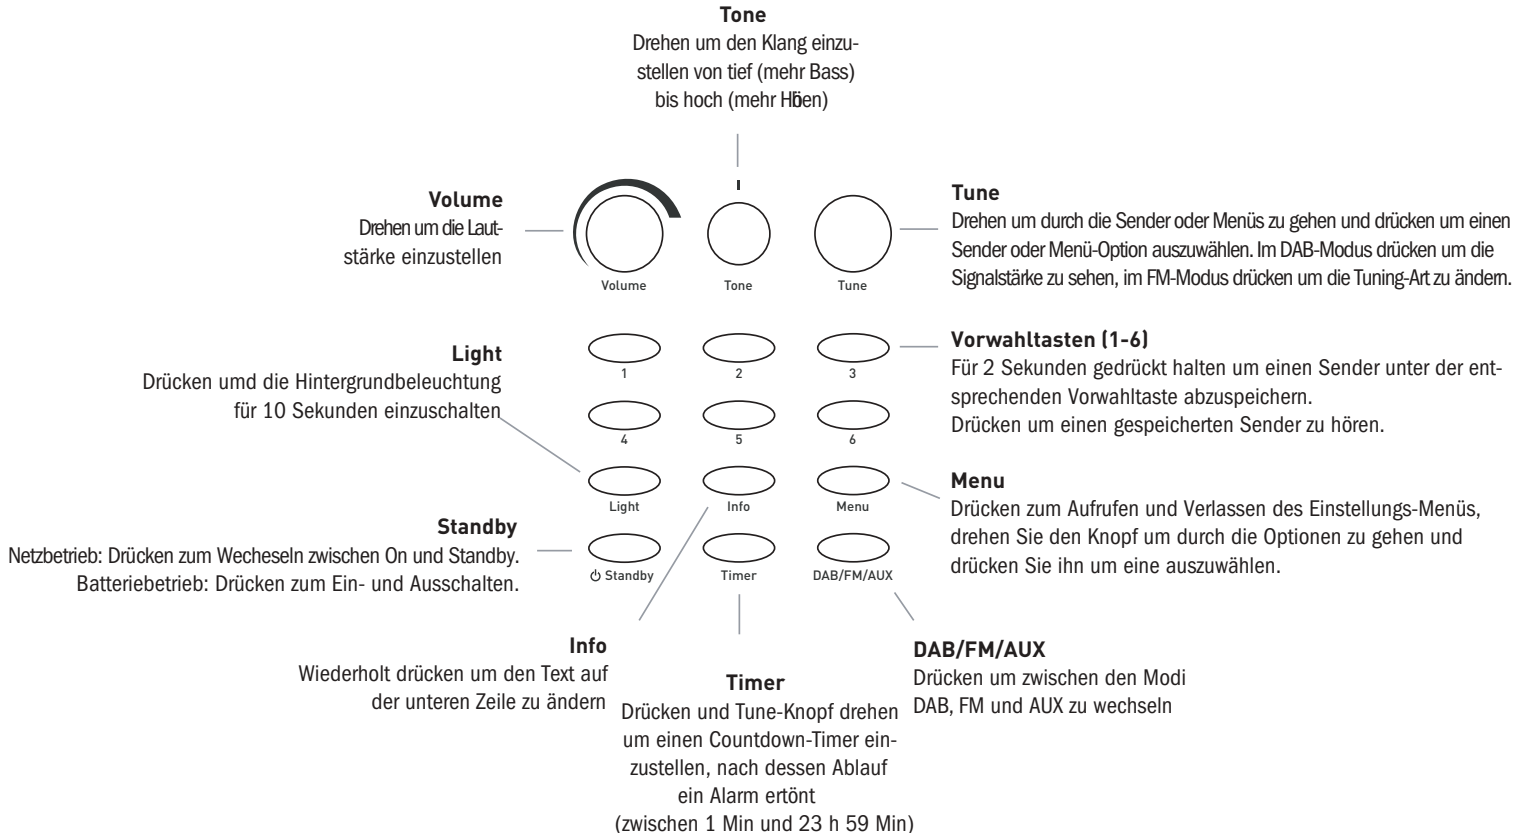 Tone
Drehen um den Klang einzu-
stellen von tief (mehr Bass)
bis hoch (mehr Höen)
Volume
Drehen um die Laut-
stärke einzustellen
Tune
Drehen um durch die Sender oder Menüs zu gehen und drücken um einen
Sender oder Menü-Option auszuwählen. Im DAB-Modus drücken um die
Signalstärke zu sehen, im FM-Modus drücken um die Tuning-Art zu ändern.
Volume
Tone
Tune
Light
Drücken umd die Hintergrundbeleuchtung
für 10 Sekunden einzuschalten
Vorwahltasten (1-6)
Für 2 Sekunden gedrückt halten um einen Sender unter der ent-
sprechenden Vorwahltaste abzuspeichern.
Drücken um einen gespeicherten Sender zu hören.
1
2
3
4
5
6
Light
Info
Menu
Menu
Drücken zum Aufrufen und Verlassen des Einstellungs-Menüs,
drehen Sie den Knopf um durch die Optionen zu gehen und
drücken Sie ihn um eine auszuwählen.
Standby
Netzbetrieb: Drücken zum Wecheseln zwischen On und Standby.
Batteriebetrieb: Drücken zum Ein- und Ausschalten.
Standby
Timer
DAB/FM/AUX
Info
Wiederholt drücken um den Text auf
der unteren Zeile zu ändern
Timer
Drücken und Tune-Knopf drehen
um einen Countdown-Timer ein-
zustellen, nach dessen Ablauf
ein Alarm ertönt
(zwischen 1 Min und 23 h 59 Min)
DAB/FM/AUX
Drücken um zwischen den Modi
DAB, FM und AUX zu wechseln